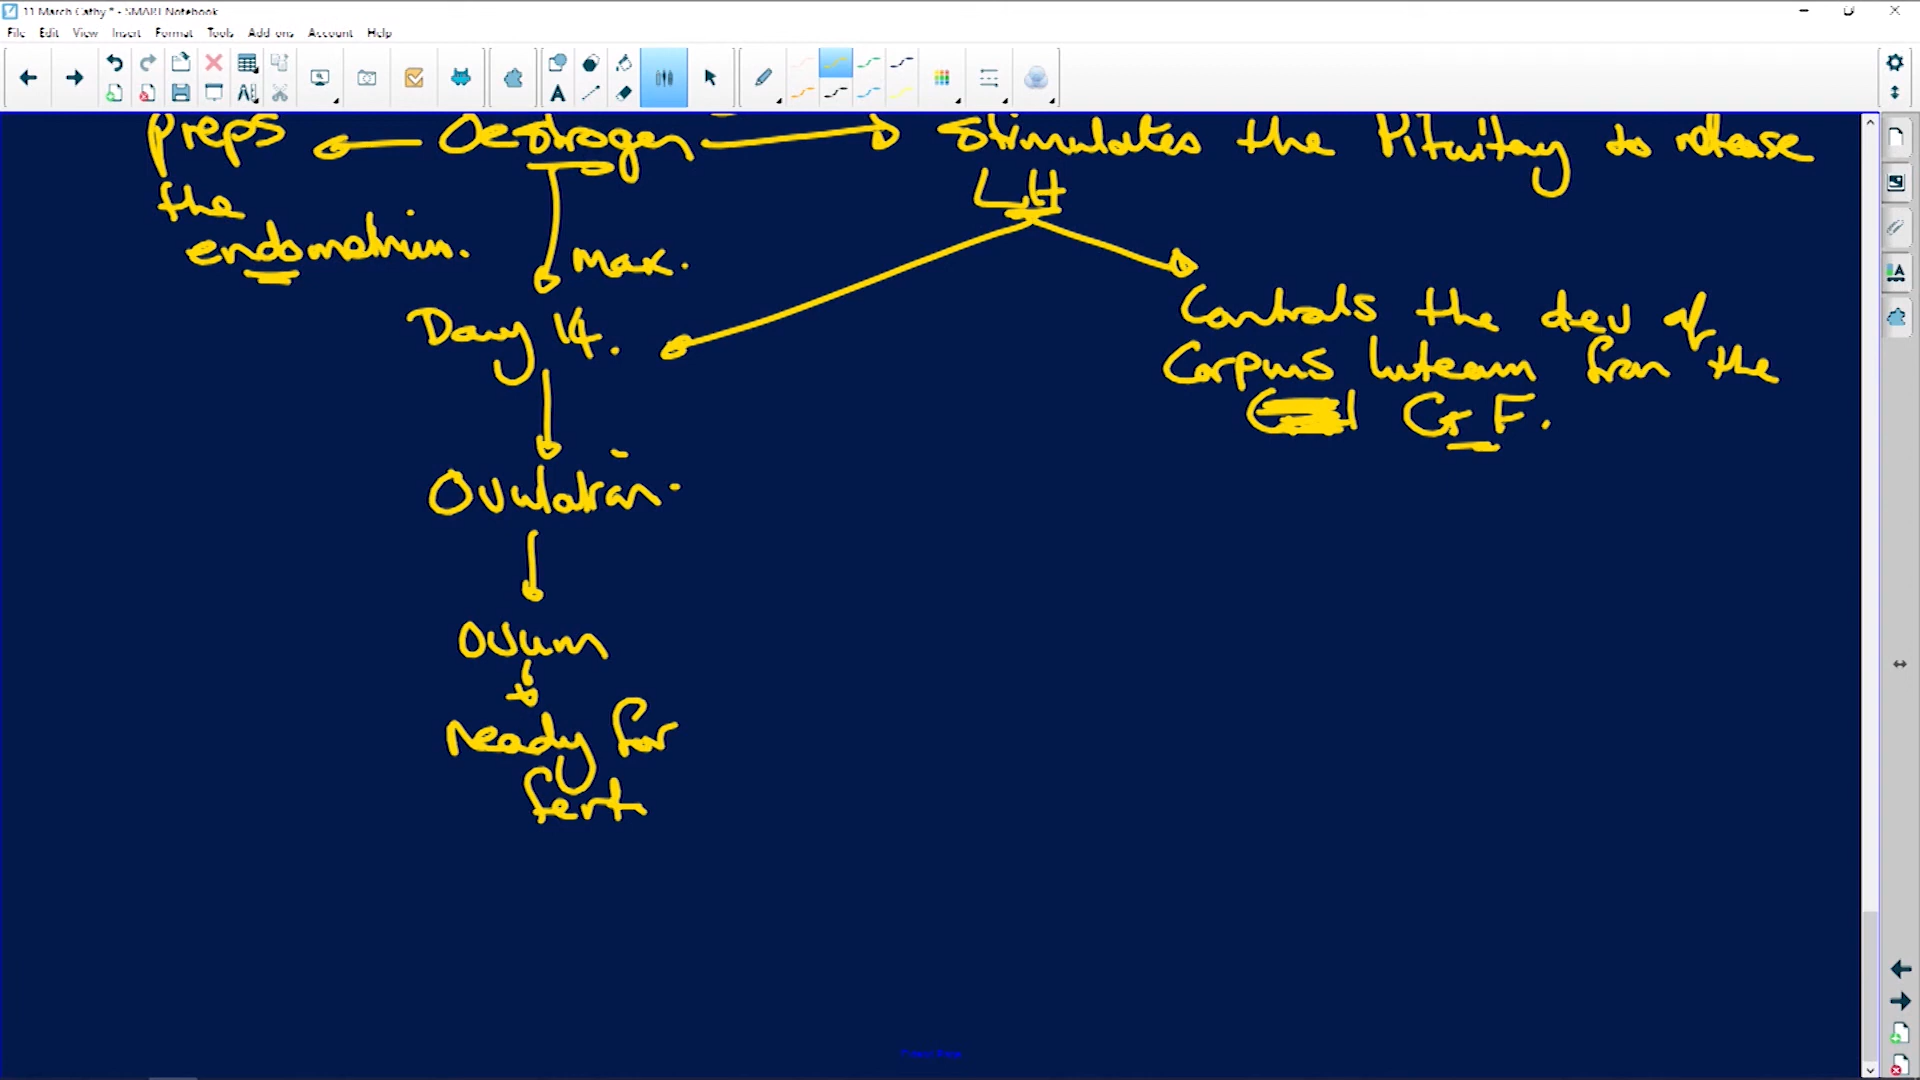 11 March Cathy * - SMART Notebook
File Edit View Insert Format Tools Add-ons Account Help
Preps Oestrogen Stimulates the Pituitary to release
the LH
endometrium. Max.
Day 14. Controls the dev of
Corpus luteum from the
G F.
Ovulation.
Ovum
ready for
fert